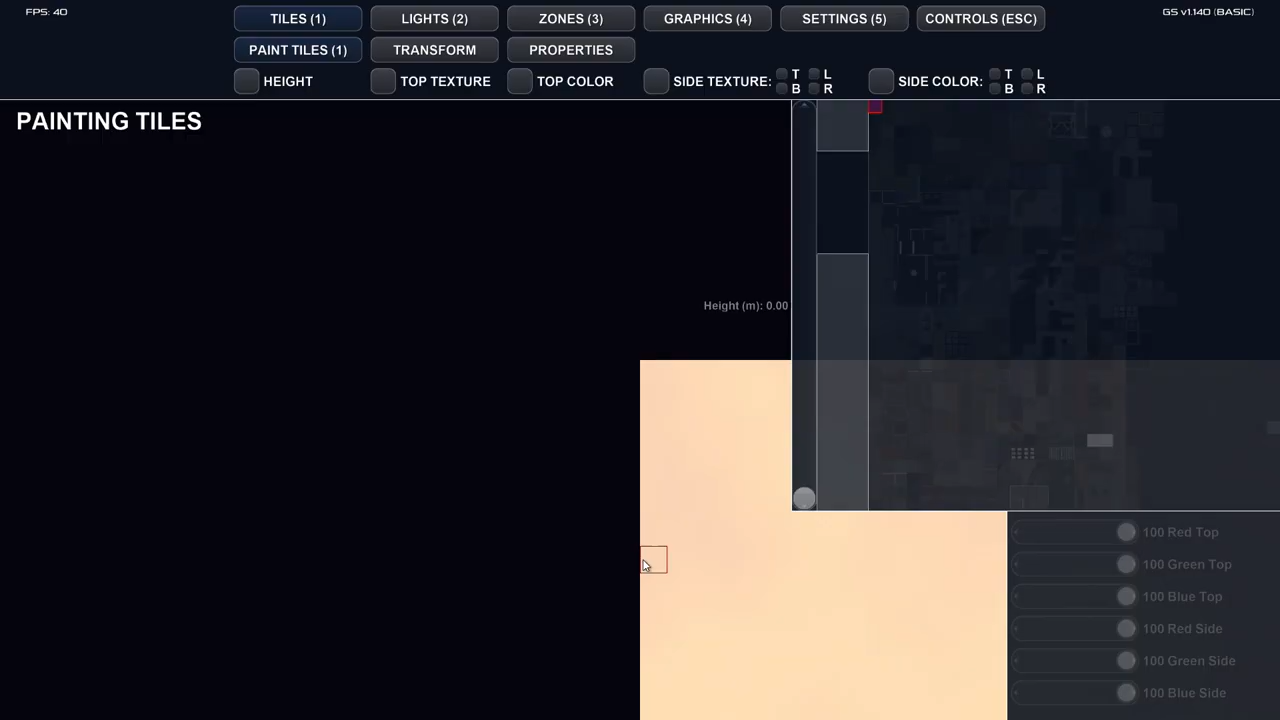 FPS: 40
TILES (1) LIGHTS (2) ZONES (3) GRAPHICS (4) SETTINGS (5) CONTROLS (ESC)
GS v1.140 (BASIC)
PAINT TILES (1) TRANSFORM PROPERTIES
HEIGHT TOP TEXTURE TOP COLOR SIDE TEXTURE: T L B R SIDE COLOR: T L B R
PAINTING TILES
Height (m): 0.00
100 Red Top
100 Green Top
100 Blue Top
100 Red Side
100 Green Side
100 Blue Side